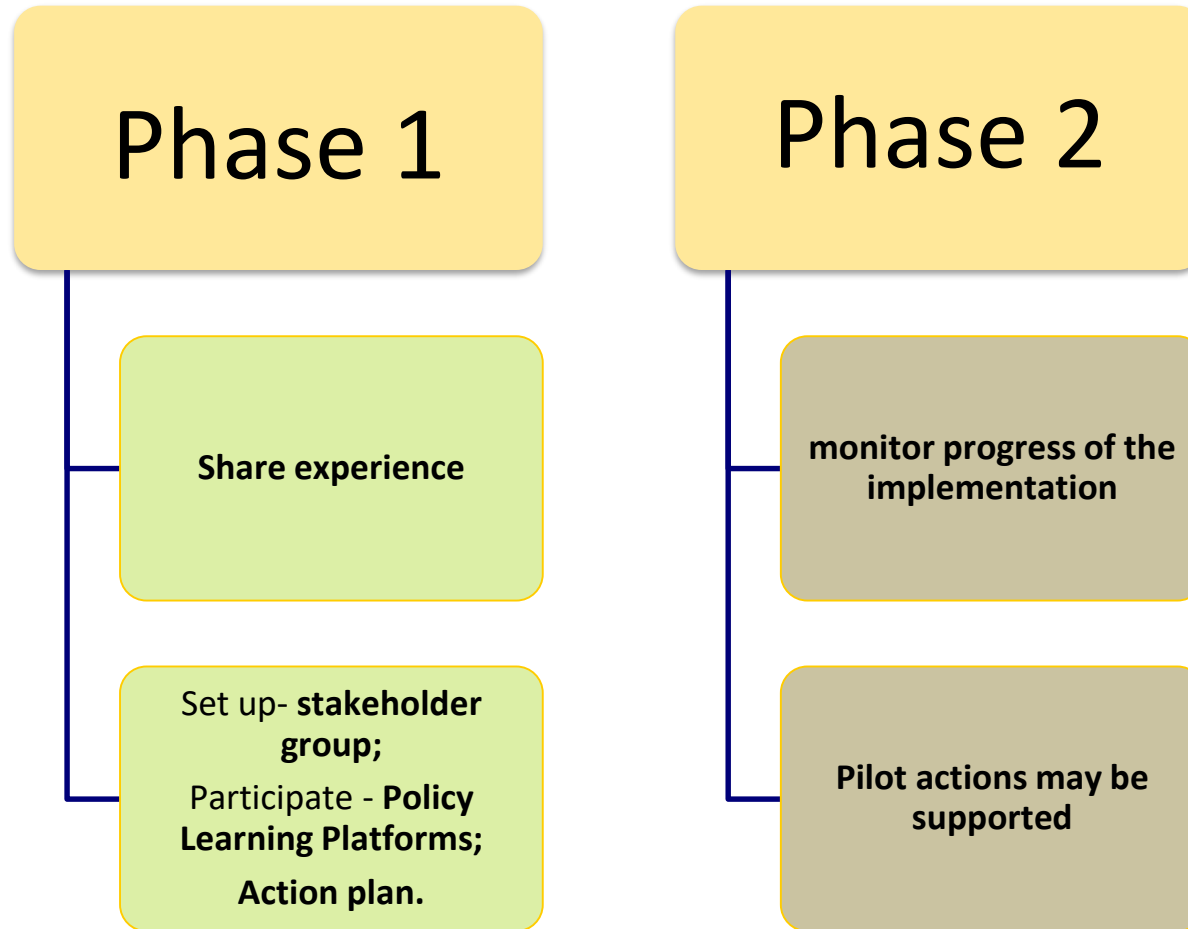 Phase 1
Share experience
Set up- stakeholder
group;
Participate - Policy
Learning Platforms;
Action plan.
Phase 2
monitor progress of the
implementation
Pilot actions may be
supported